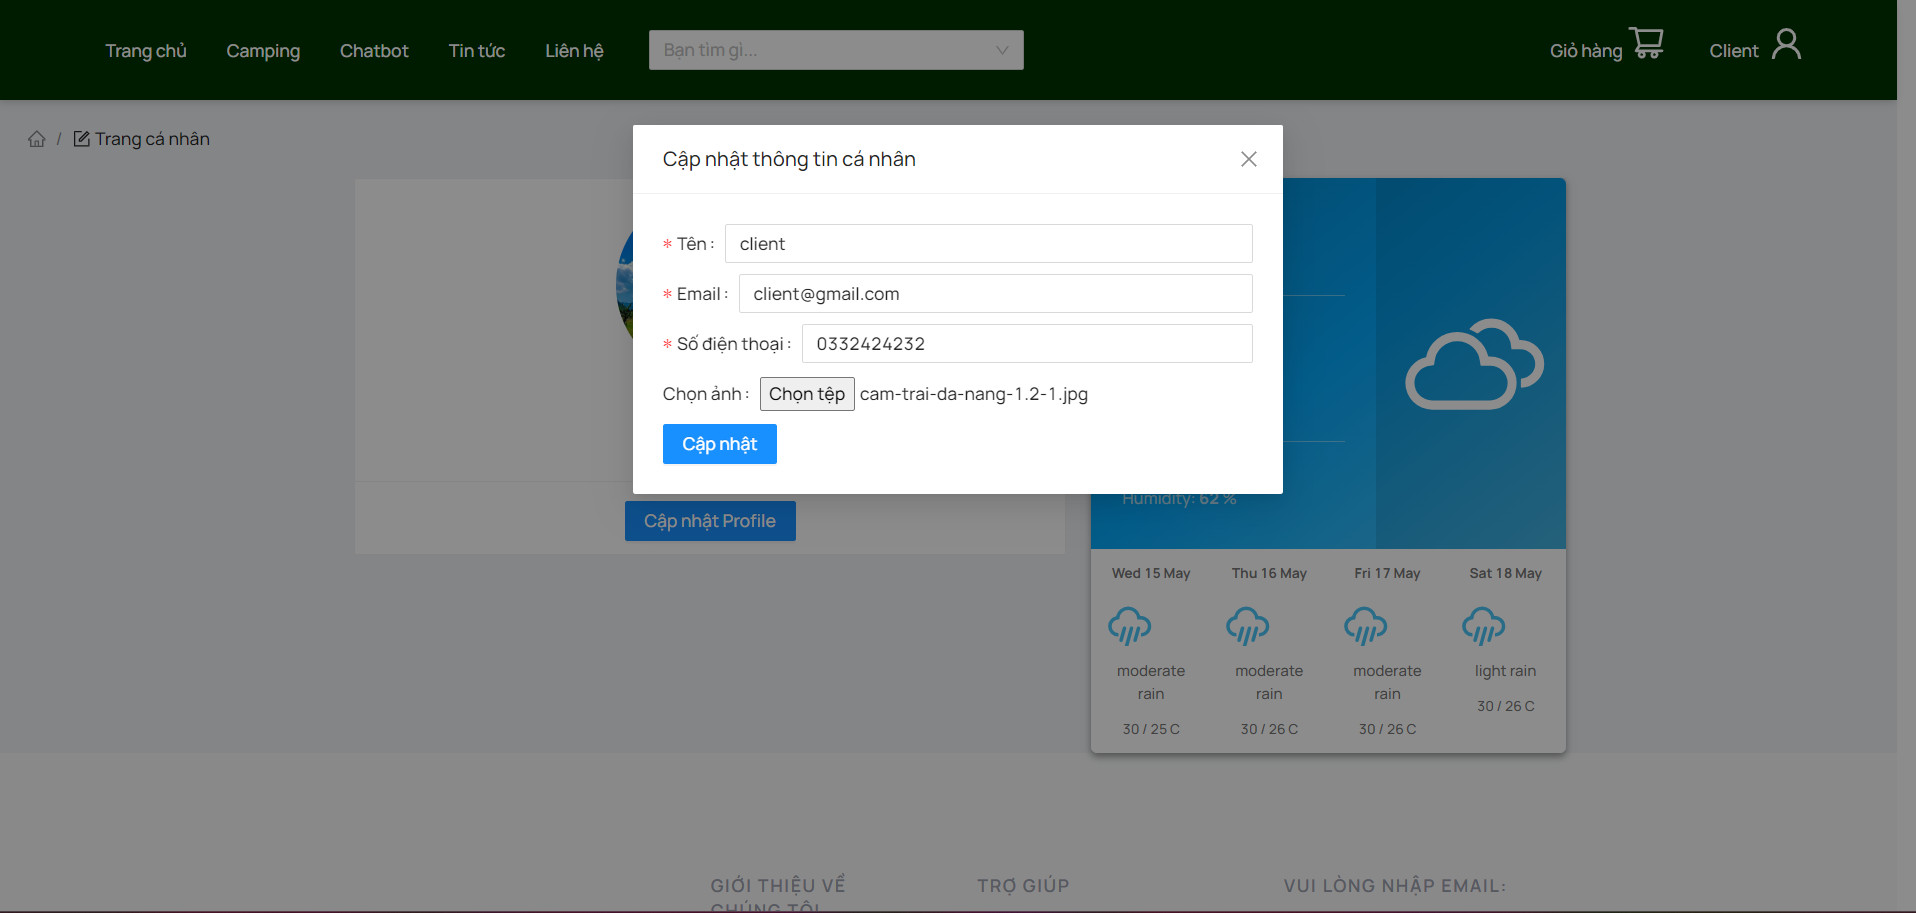 Trang chủ Camping Chatbot Tin tức Liên hệ Bạn tìm gì... Giỏ hàng Client
/ Trang cá nhân
Cập nhật thông tin cá nhân
* Tên : client
* Email : client@gmail.com
* Số điện thoại : 0332424232
Chọn ảnh : Chọn tệp cam-trai-da-nang-1.2-1.jpg
Cập nhật
Humidity: 62 %
Cập nhật Profile
Wed 15 May Thu 16 May Fri 17 May Sat 18 May
moderate rain moderate rain moderate rain light rain
30 / 25 C 30 / 26 C 30 / 26 C 30 / 26 C
GIỚI THIỆU VỀ CHÚNG TÔI
TRỢ GIÚP
VUI LÒNG NHẬP EMAIL: